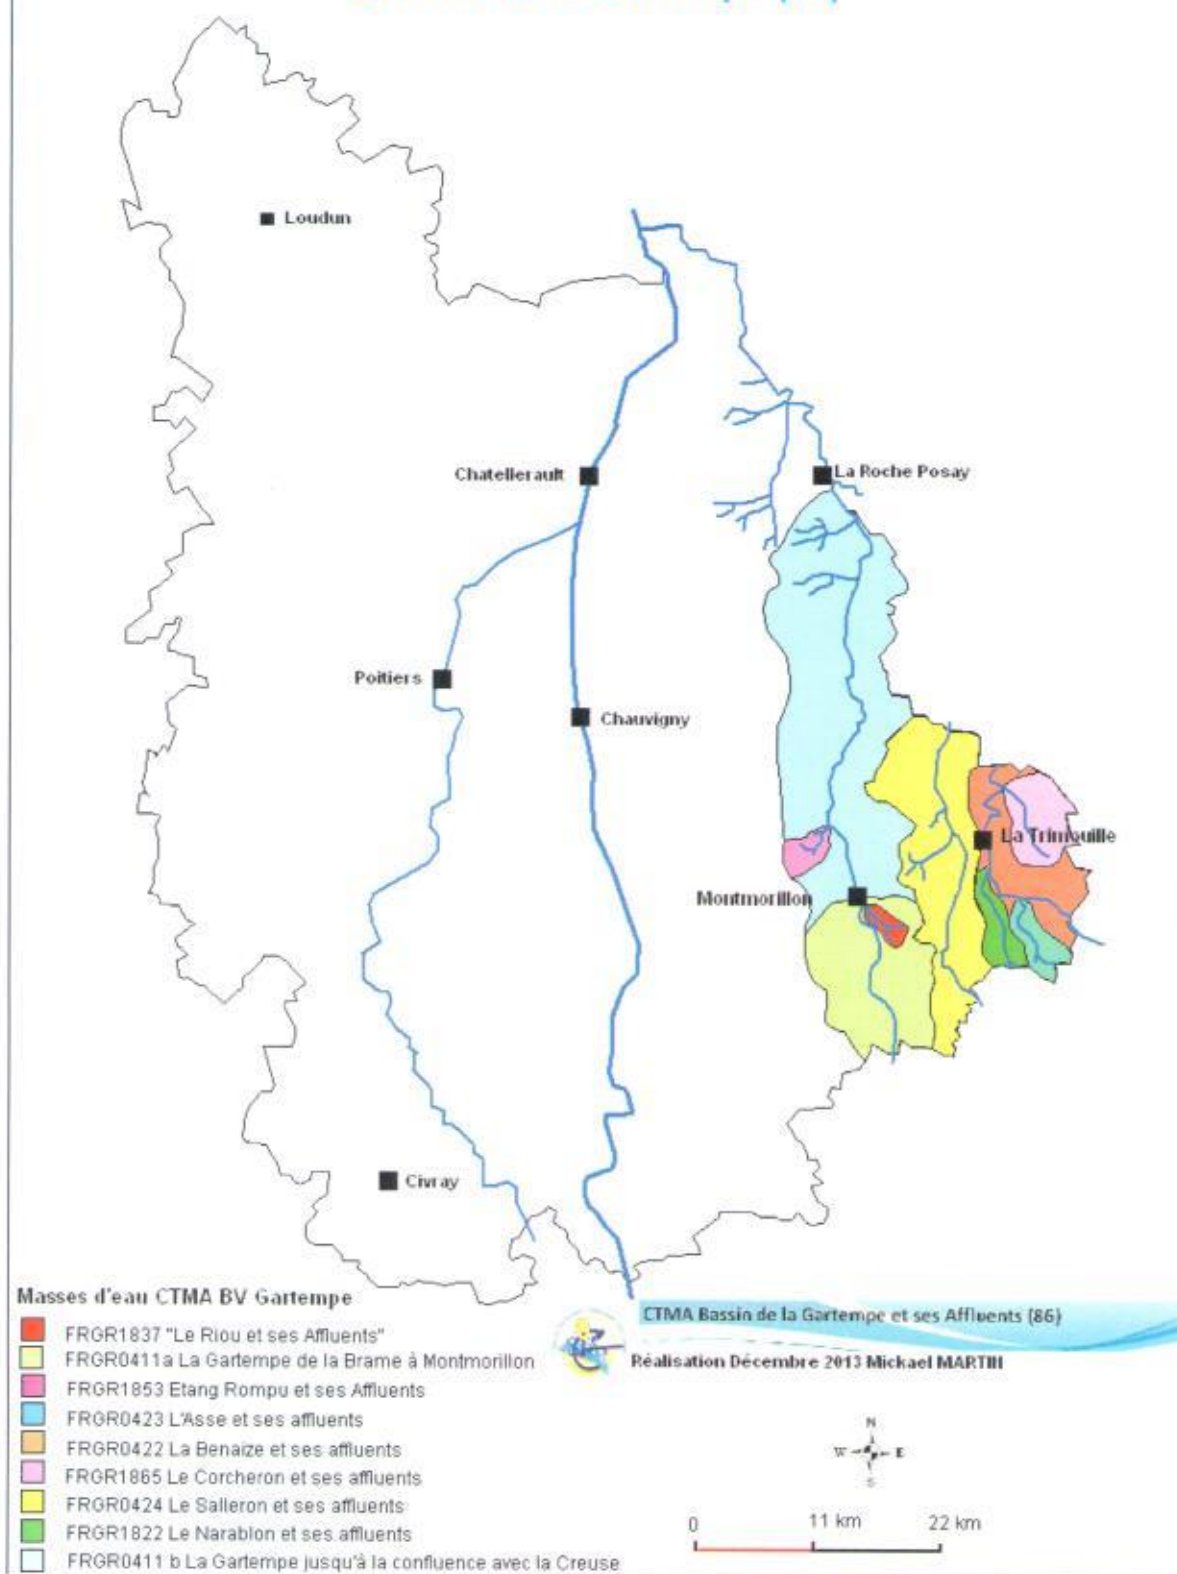 Loudun
Chatellerault
La Roche Posay
Poitiers
Chauvigny
La Trimouille
Montmorillon
Civray
Masses d'eau CTMA BV Gartempe
FRGR1837 "Le Riou et ses Affluents"
FRGR0411a La Gartempe de la Brame à Montmorillon
FRGR1853 Etang Rompu et ses Affluents
FRGR0423 L'Asse et ses affluents
FRGR0422 La Benaize et ses affluents
FRGR1865 Le Corcheron et ses affluents
FRGR0424 Le Salleron et ses affluents
FRGR1822 Le Narablon et ses affluents
FRGR0411 b La Gartempe jusqu'à la confluence avec la Creuse
CTMA Bassin de la Gartempe et ses Affluents (86)
Réalisation Décembre 2013 Mickael MARTIN
N
W E
S
0 11 km 22 km